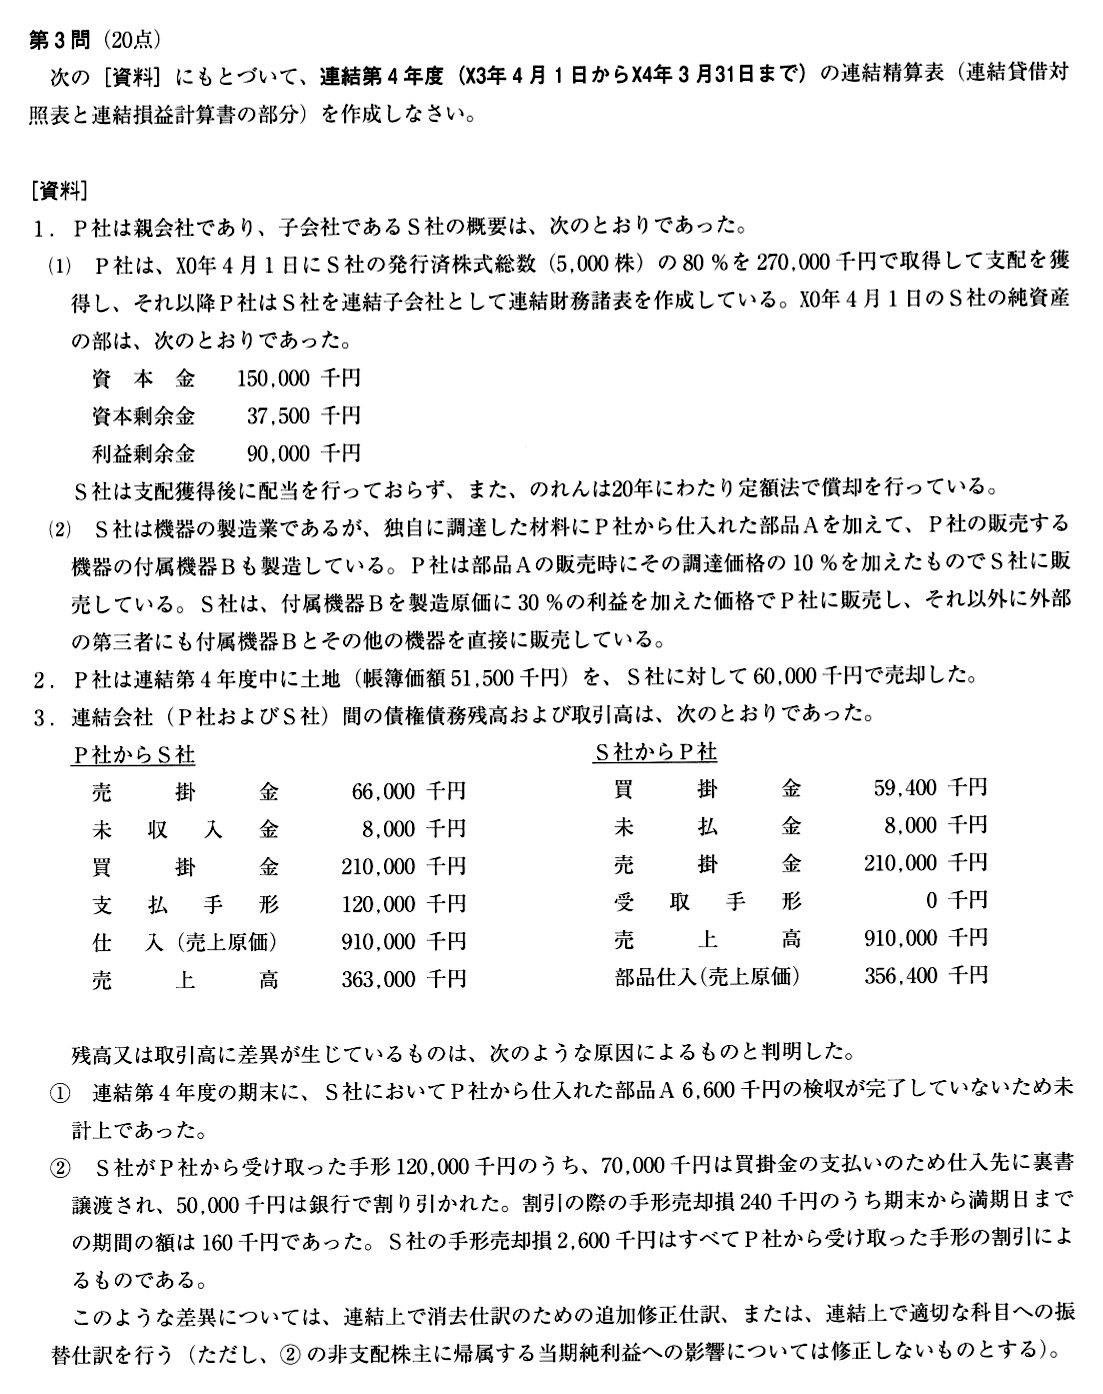 第3問（20点）
次の［資料］にもとづいて、連結第4年度（X3年4月1日からX4年3月31日まで）の連結精算表（連結貸借対
照表と連結損益計算書の部分）を作成しなさい。
［資料］
1．P社は親会社であり、子会社であるS社の概要は、次のとおりであった。
(1) P社は、X0年4月1日にS社の発行済株式総数（5,000株）の80％を270,000千円で取得して支配を獲
得し、それ以降P社はS社を連結子会社として連結財務諸表を作成している。X0年4月1日のS社の純資産
の部は、次のとおりであった。
資本金 150,000 千円
資本剰余金 37,500 千円
利益剰余金 90,000 千円
S社は支配獲得後に配当を行っておらず、また、のれんは20年にわたり定額法で償却を行っている。
(2) S社は機器の製造業であるが、独自に調達した材料にP社から仕入れた部品Aを加えて、P社の販売する
機器の付属機器Bも製造している。P社は部品Aの販売時にその調達価格の10％を加えたものでS社に販
売している。S社は、付属機器Bを製造原価に30％の利益を加えた価格でP社に販売し、それ以外に外部
の第三者にも付属機器Bとその他の機器を直接に販売している。
2．P社は連結第4年度中に土地（帳簿価額51,500千円）を、S社に対して60,000千円で売却した。
3．連結会社（P社およびS社）間の債権債務残高および取引高は、次のとおりであった。
P社からS社 S社からP社
売掛金 66,000 千円 買掛金 59,400 千円
未収入金 8,000 千円 未払金 8,000 千円
買掛金 210,000 千円 売掛金 210,000 千円
支払手形 120,000 千円 受取手形 0 千円
仕入（売上原価） 910,000 千円 売上高 910,000 千円
売上高 363,000 千円 部品仕入（売上原価） 356,400 千円
残高又は取引高に差異が生じているものは、次のような原因によるものと判明した。
① 連結第4年度の期末に、S社においてP社から仕入れた部品A 6,600千円の検収が完了していないため未
計上であった。
② S社がP社から受け取った手形120,000千円のうち、70,000千円は買掛金の支払いのため仕入先に裏書
譲渡され、50,000千円は銀行で割り引かれた。割引の際の手形売却損240千円のうち期末から満期日まで
の期間の額は160千円であった。S社の手形売却損2,600千円はすべてP社から受け取った手形の割引によ
るものである。
このような差異については、連結上で消去仕訳のための追加修正仕訳、または、連結上で適切な科目への振
替仕訳を行う（ただし、②の非支配株主に帰属する当期純利益への影響については修正しないものとする）。